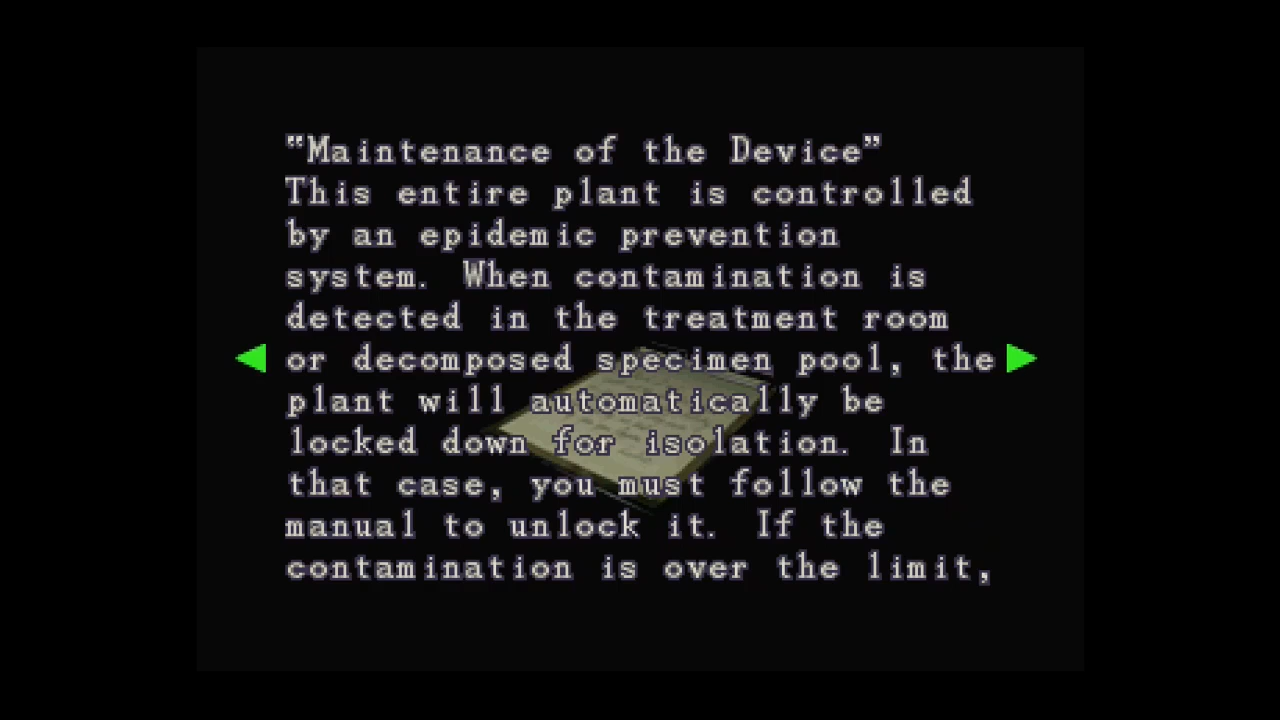 "Maintenance of the Device"
This entire plant is controlled
by an epidemic prevention
system. When contamination is
detected in the treatment room
or decomposed specimen pool, the
plant will automatically be
locked down for isolation. In
that case, you must follow the
manual to unlock it. If the
contamination is over the limit,